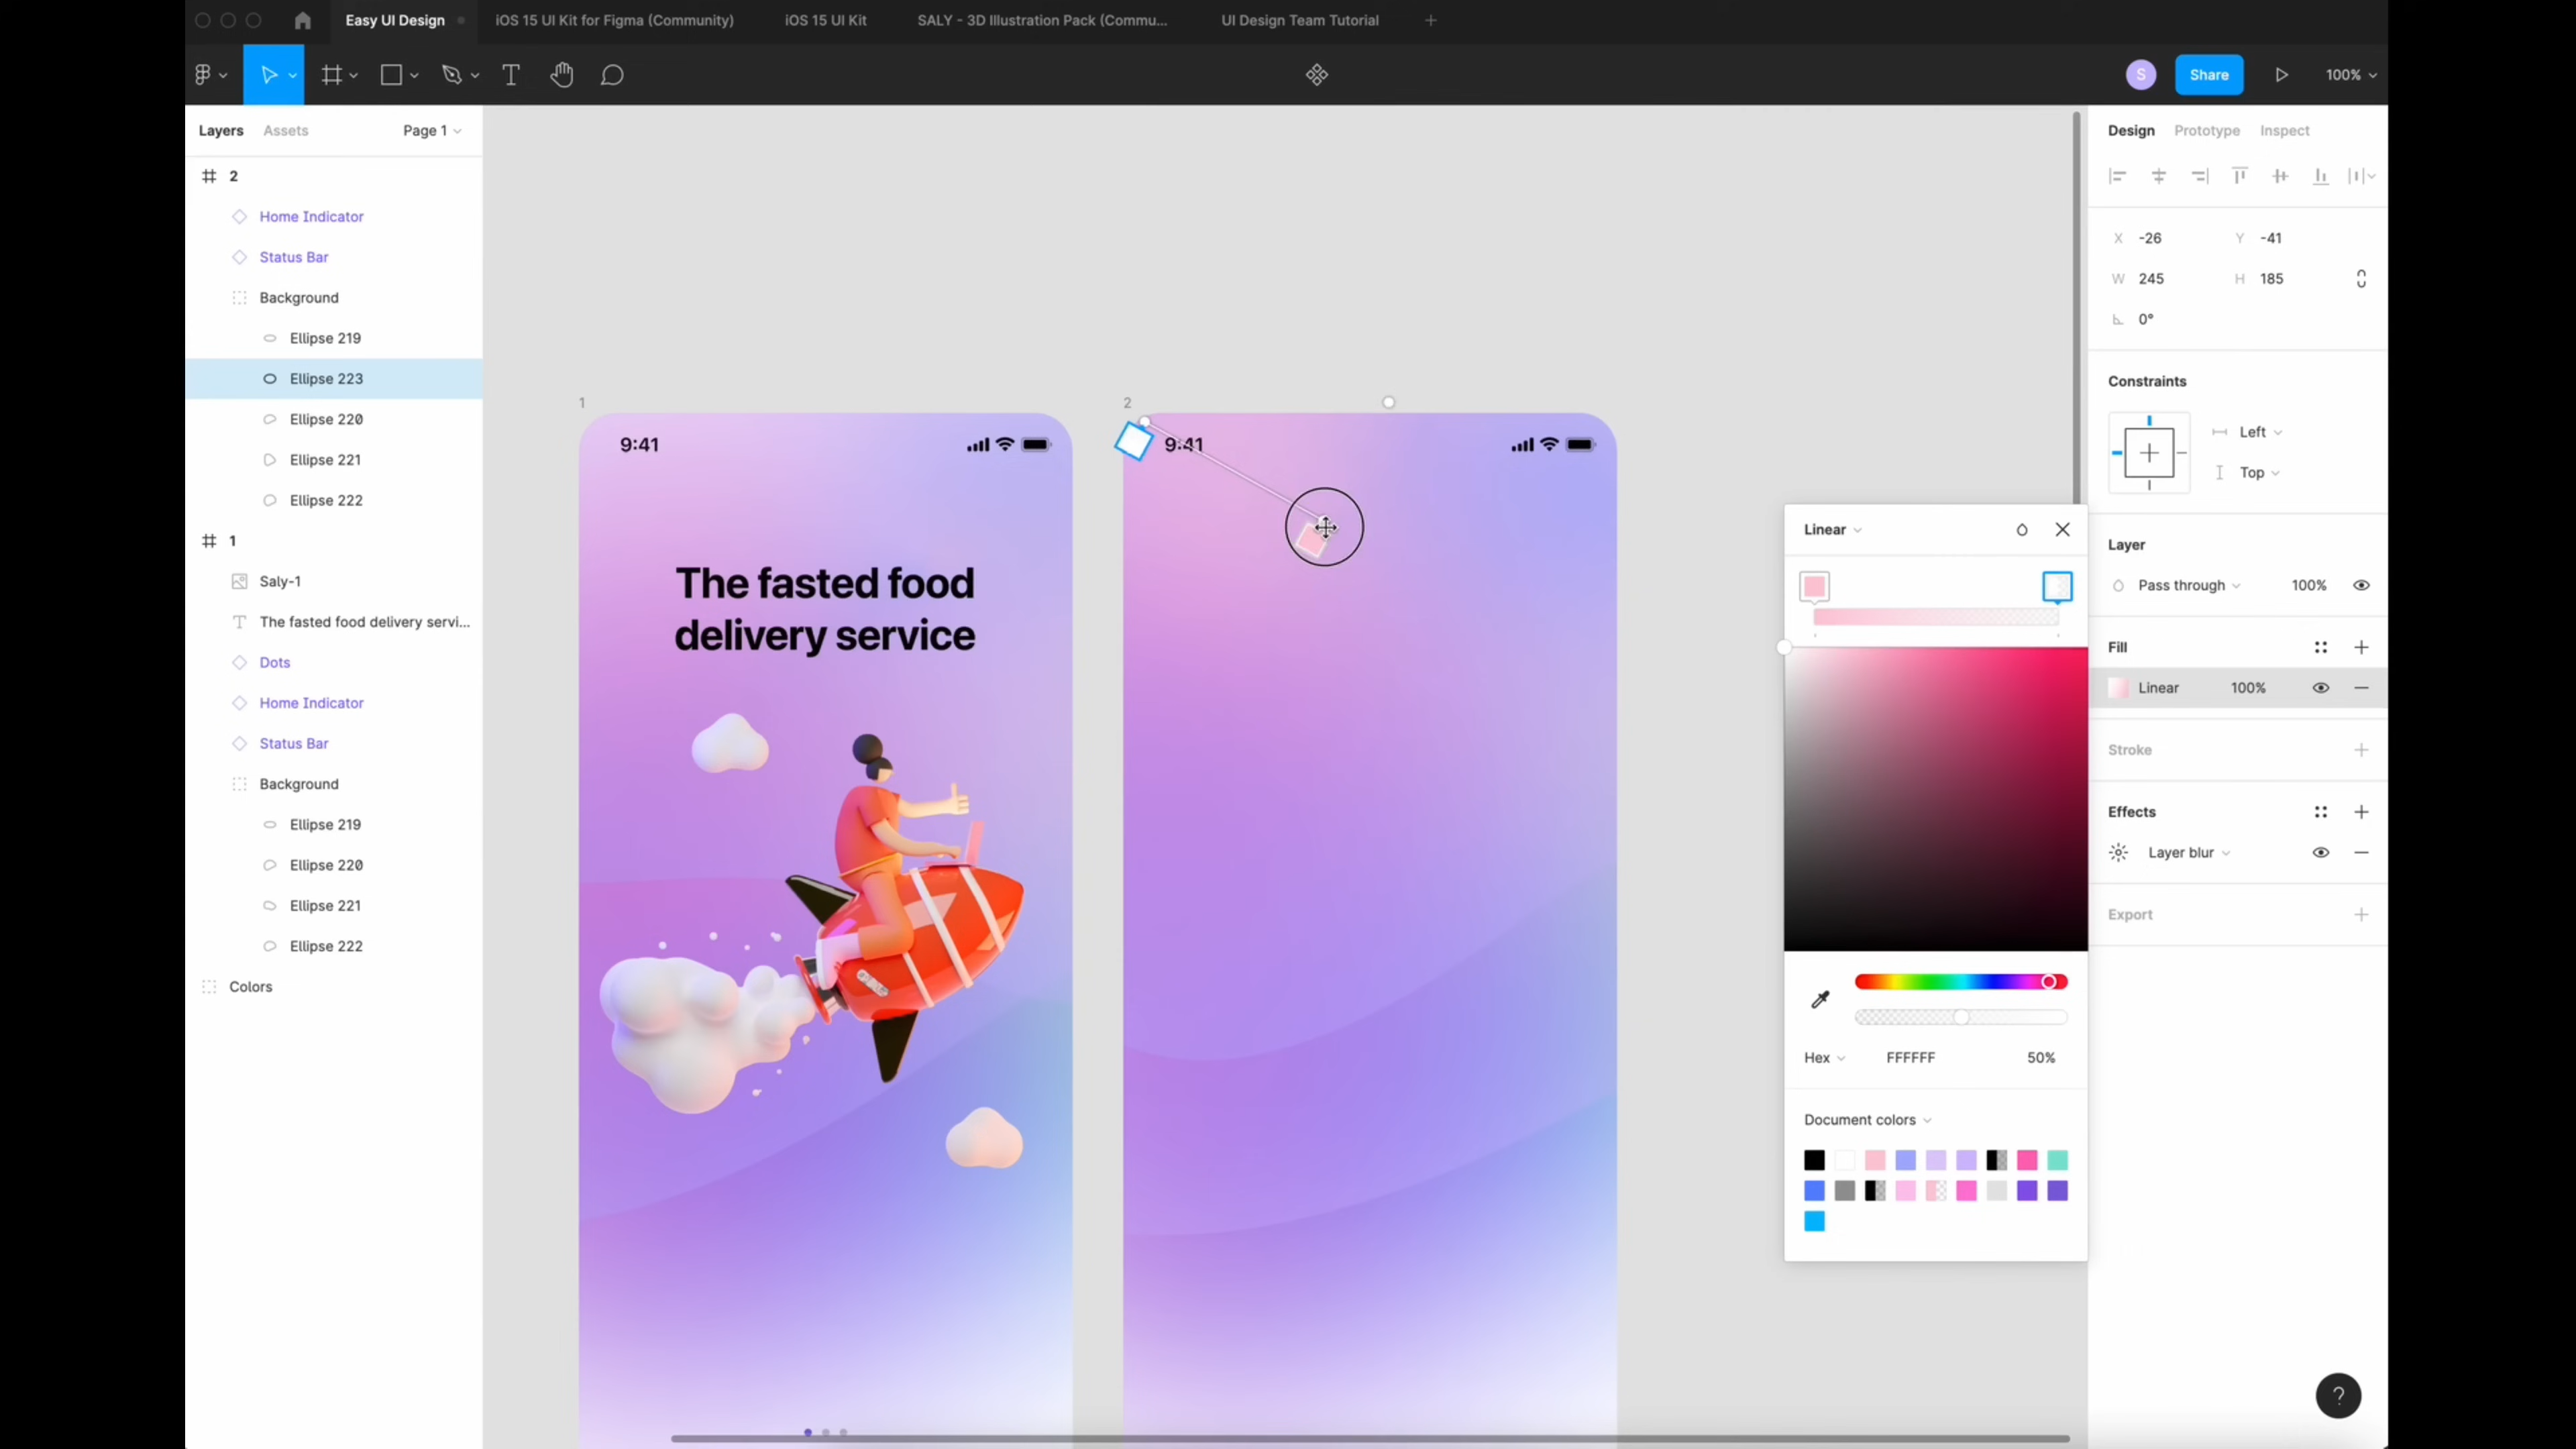 Easy UI Design
iOS 15 UI Kit for Figma (Community)
iOS 15 UI Kit
SALY - 3D Illustration Pack (Commu...
UI Design Team Tutorial
S
Share
100%
Layers
Assets
Page 1
2
Home Indicator
Status Bar
Background
Ellipse 219
Ellipse 223
Ellipse 220
Ellipse 221
Ellipse 222
1
Saly-1
The fasted food delivery servi...
Dots
Home Indicator
Status Bar
Background
Ellipse 219
Ellipse 220
Ellipse 221
Ellipse 222
Colors
1
9:41
The fasted food
delivery service
2
9:41
Linear
Hex
FFFFFF
50%
Document colors
Design
Prototype
Inspect
X
-26
Y
-41
W
245
H
185
0°
Constraints
Left
Top
Layer
Pass through
100%
Fill
Linear
100%
Stroke
Effects
Layer blur
Export
?